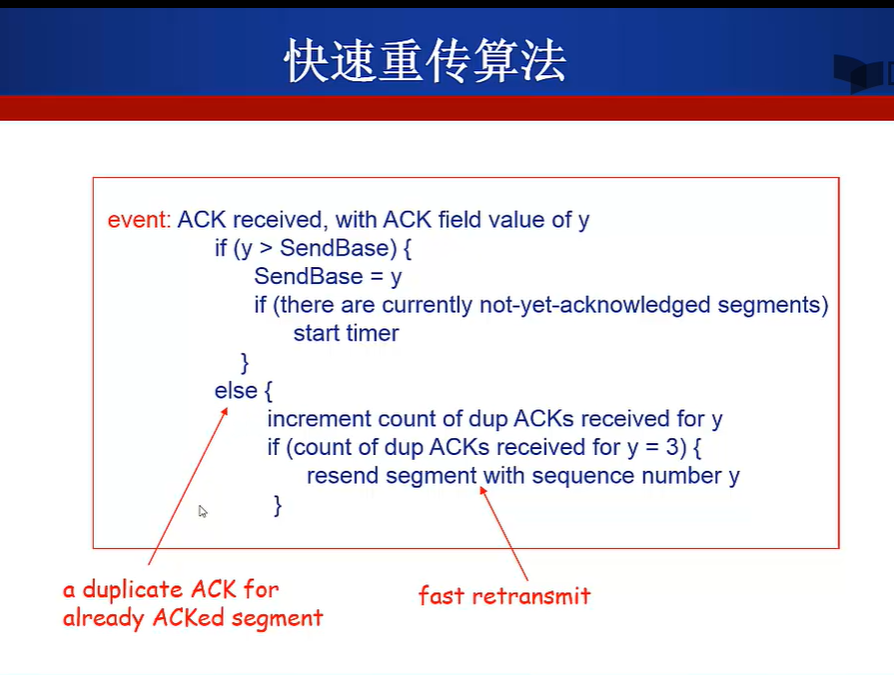 快速重传算法
event: ACK received, with ACK field value of y
if (y > SendBase) {
SendBase = y
if (there are currently not-yet-acknowledged segments)
start timer
}
else {
increment count of dup ACKs received for y
if (count of dup ACKs received for y = 3) {
resend segment with sequence number y
}
a duplicate ACK for
already ACKed segment
fast retransmit